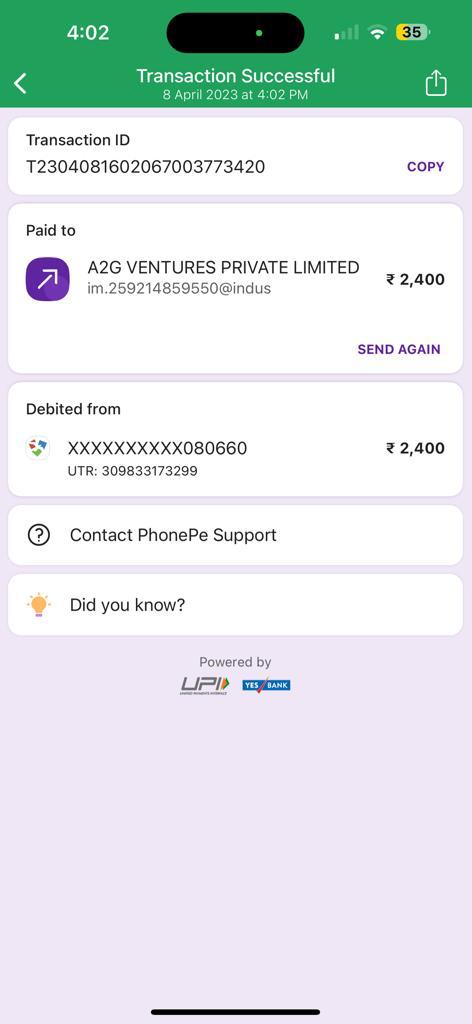 4:02
35
Transaction Successful
8 April 2023 at 4:02 PM
Transaction ID
T2304081602067003773420
COPY
Paid to
A2G VENTURES PRIVATE LIMITED
₹ 2,400
im.259214859550@indus
SEND AGAIN
Debited from
XXXXXXXXXX080660
₹ 2,400
UTR: 309833173299
Contact PhonePe Support
Did you know?
Powered by
UPI YES BANK
UNIFIED PAYMENTS INTERFACE